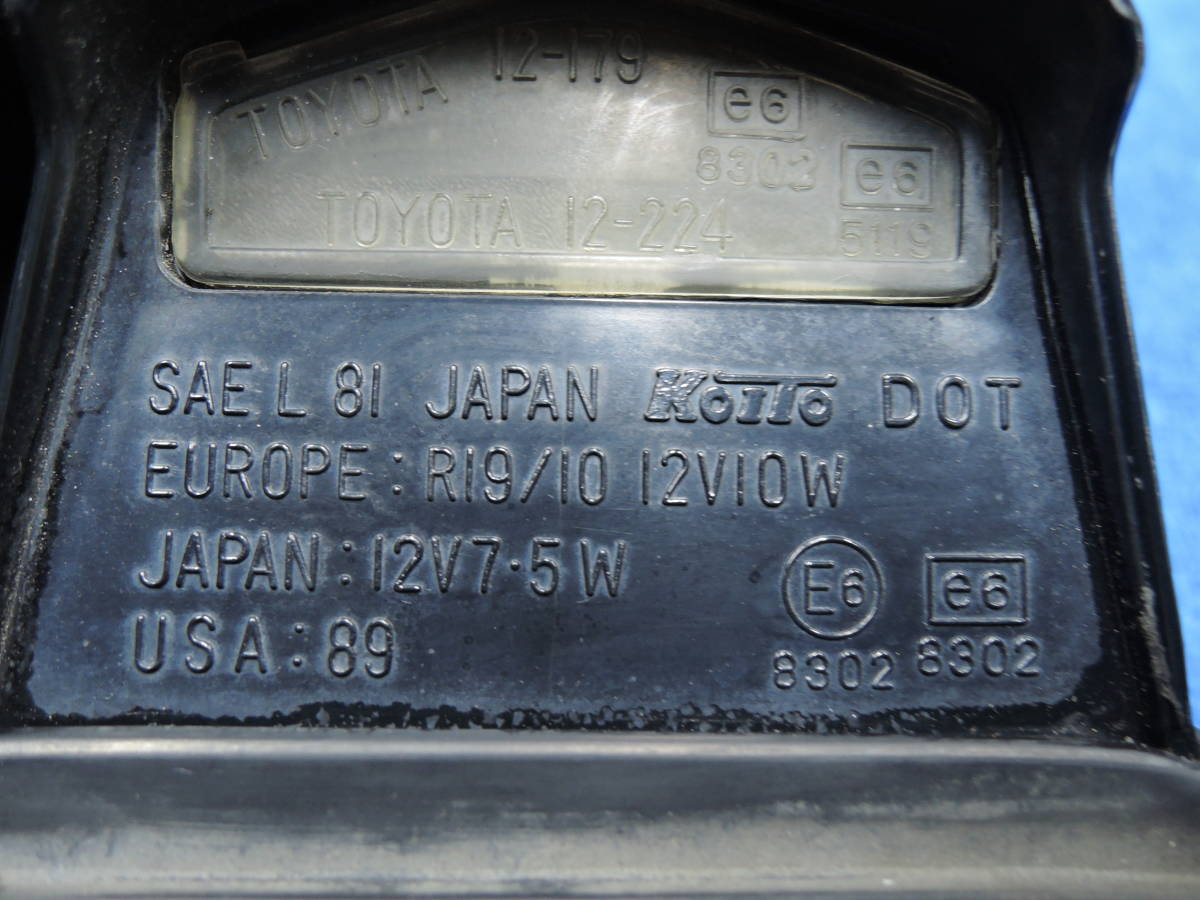 TOYOTA 12-179
e6
8302
e6
5119
TOYOTA 12-224
SAE L 81 JAPAN KOITO DOT
EUROPE: R19/10 12V10W
JAPAN: 12V7.5W
USA: 89
E6
8302
e6
8302